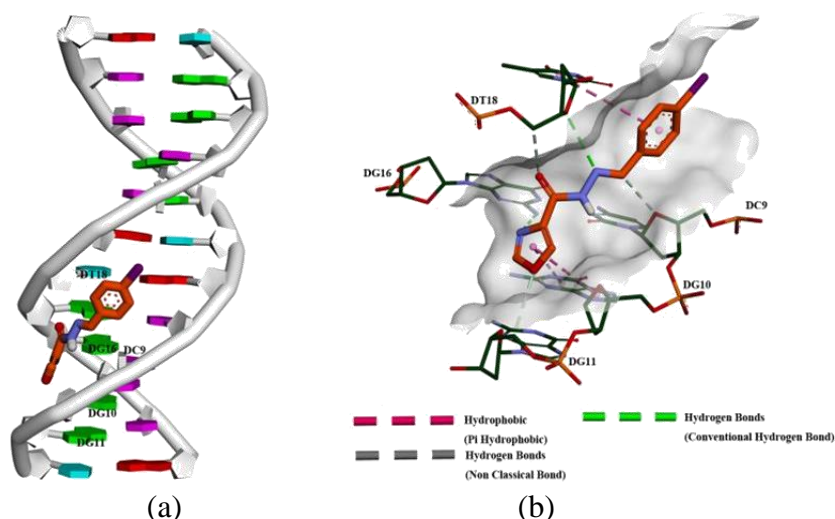 DT18
DG16
DC9
DG10
DG11
(a)
DT18
DG16
DC9
DG10
DG11
Hydrophobic
(Pi Hydrophobic)
Hydrogen Bonds
(Non Classical Bond)
Hydrogen Bonds
(Conventional Hydrogen Bond)
(b)